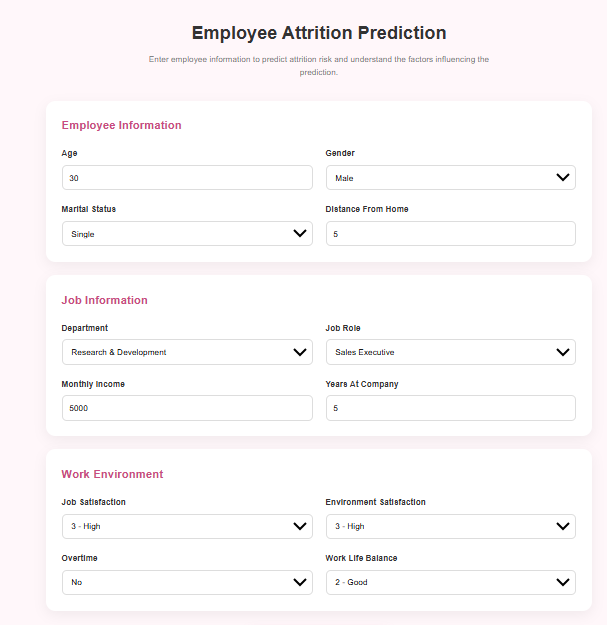 Employee Attrition Prediction
Enter employee information to predict attrition risk and understand the factors influencing the
prediction.
Employee Information
Age
Gender
30
Male
Marital Status
Distance From Home
Single
5
Job Information
Department
Job Role
Research & Development
Sales Executive
Monthly Income
Years At Company
5000
5
Work Environment
Job Satisfaction
Environment Satisfaction
3 - High
3 - High
Overtime
Work Life Balance
No
2 - Good